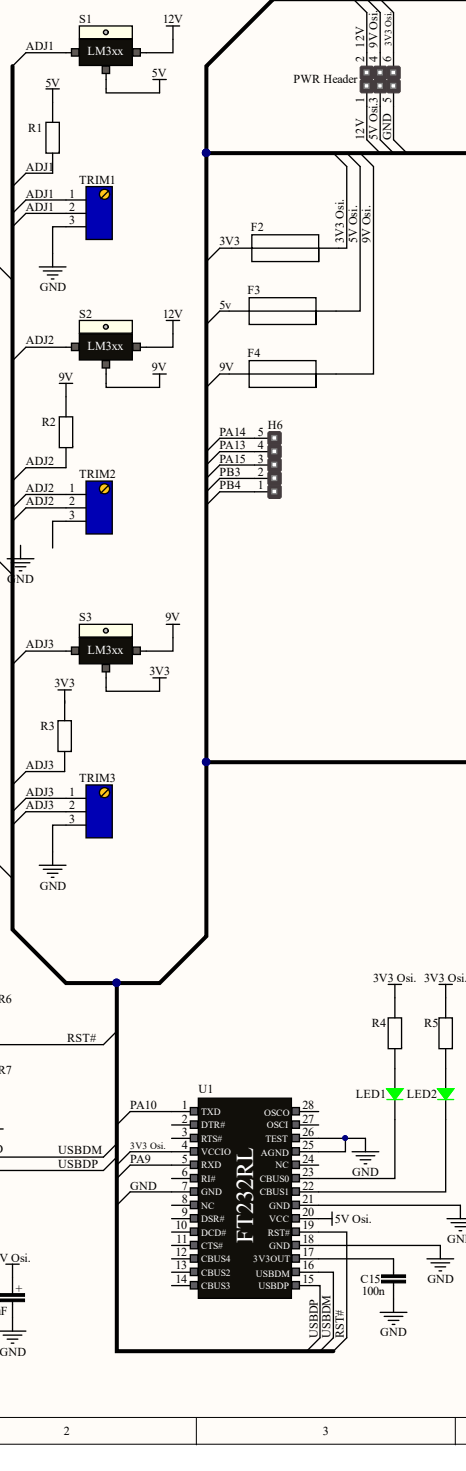 S1
12V
ADJ1
LM3xx
5V
5V
R1
ADJ1
TRIM1
ADJ1 1
ADJ1 2
3
GND
S2
12V
ADJ2
LM3xx
9V
9V
R2
ADJ2
TRIM2
ADJ2 1
ADJ2 2
3
GND
S3
9V
ADJ3
LM3xx
3V3
3V3
R3
ADJ3
TRIM3
ADJ3 1
ADJ3 2
3
GND
12V
9V Osi.
3V3 Osi.
2 4 6
PWR Header
1 3 5
12V
5V Osi.
GND
3V3 Osi.
5V Osi.
9V Osi.
F2
3V3
F3
5v
F4
9V
H6
PA14 5
PA13 4
PA15 3
PB3 2
PB4 1
R6
RST#
R7
USBDM
USBDP
V Osi.
+
F
GND
U1
FT232RL
PA10 1 TXD
2 DTR#
3 RTS#
3V3 Osi. 4 VCCIO
PA9 5 RXD
6 RI#
GND 7 GND
8 NC
9 DSR#
10 DCD#
11 CTS#
12 CBUS4
13 CBUS2
14 CBUS3
OSCO 28
OSCI 27
TEST 26
AGND 25
NC 24
CBUS0 23
CBUS1 22
GND 21
VCC 20 5V Osi.
RST# 19
GND 18
3V3OUT 17
USBDM 16
USBDP 15
GND
3V3 Osi. 3V3 Osi.
R4 R5
LED1 LED2
GND
GND
C15
100n
GND
USBDP
USBDM
RST#
2 3